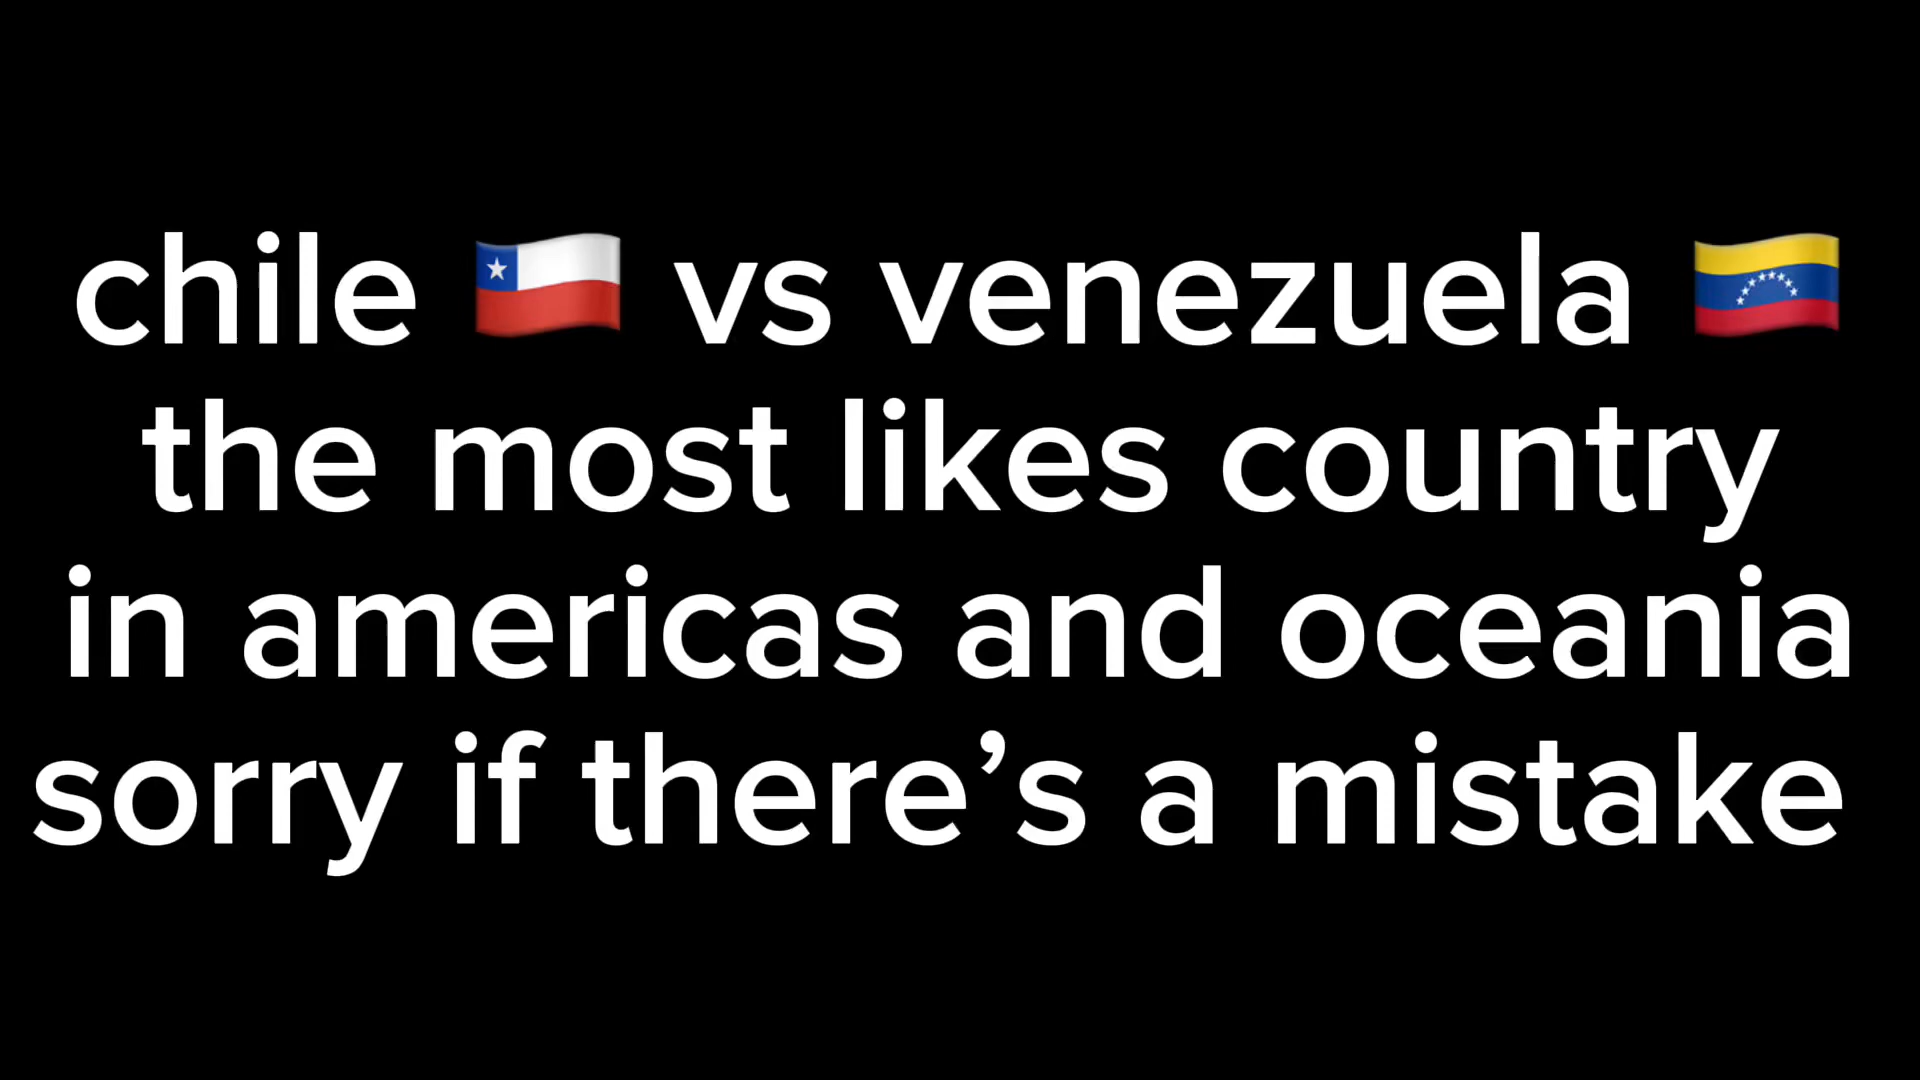 chile 🇨🇱 vs venezuela 🇻🇪
the most likes country
in americas and oceania
sorry if there’s a mistake